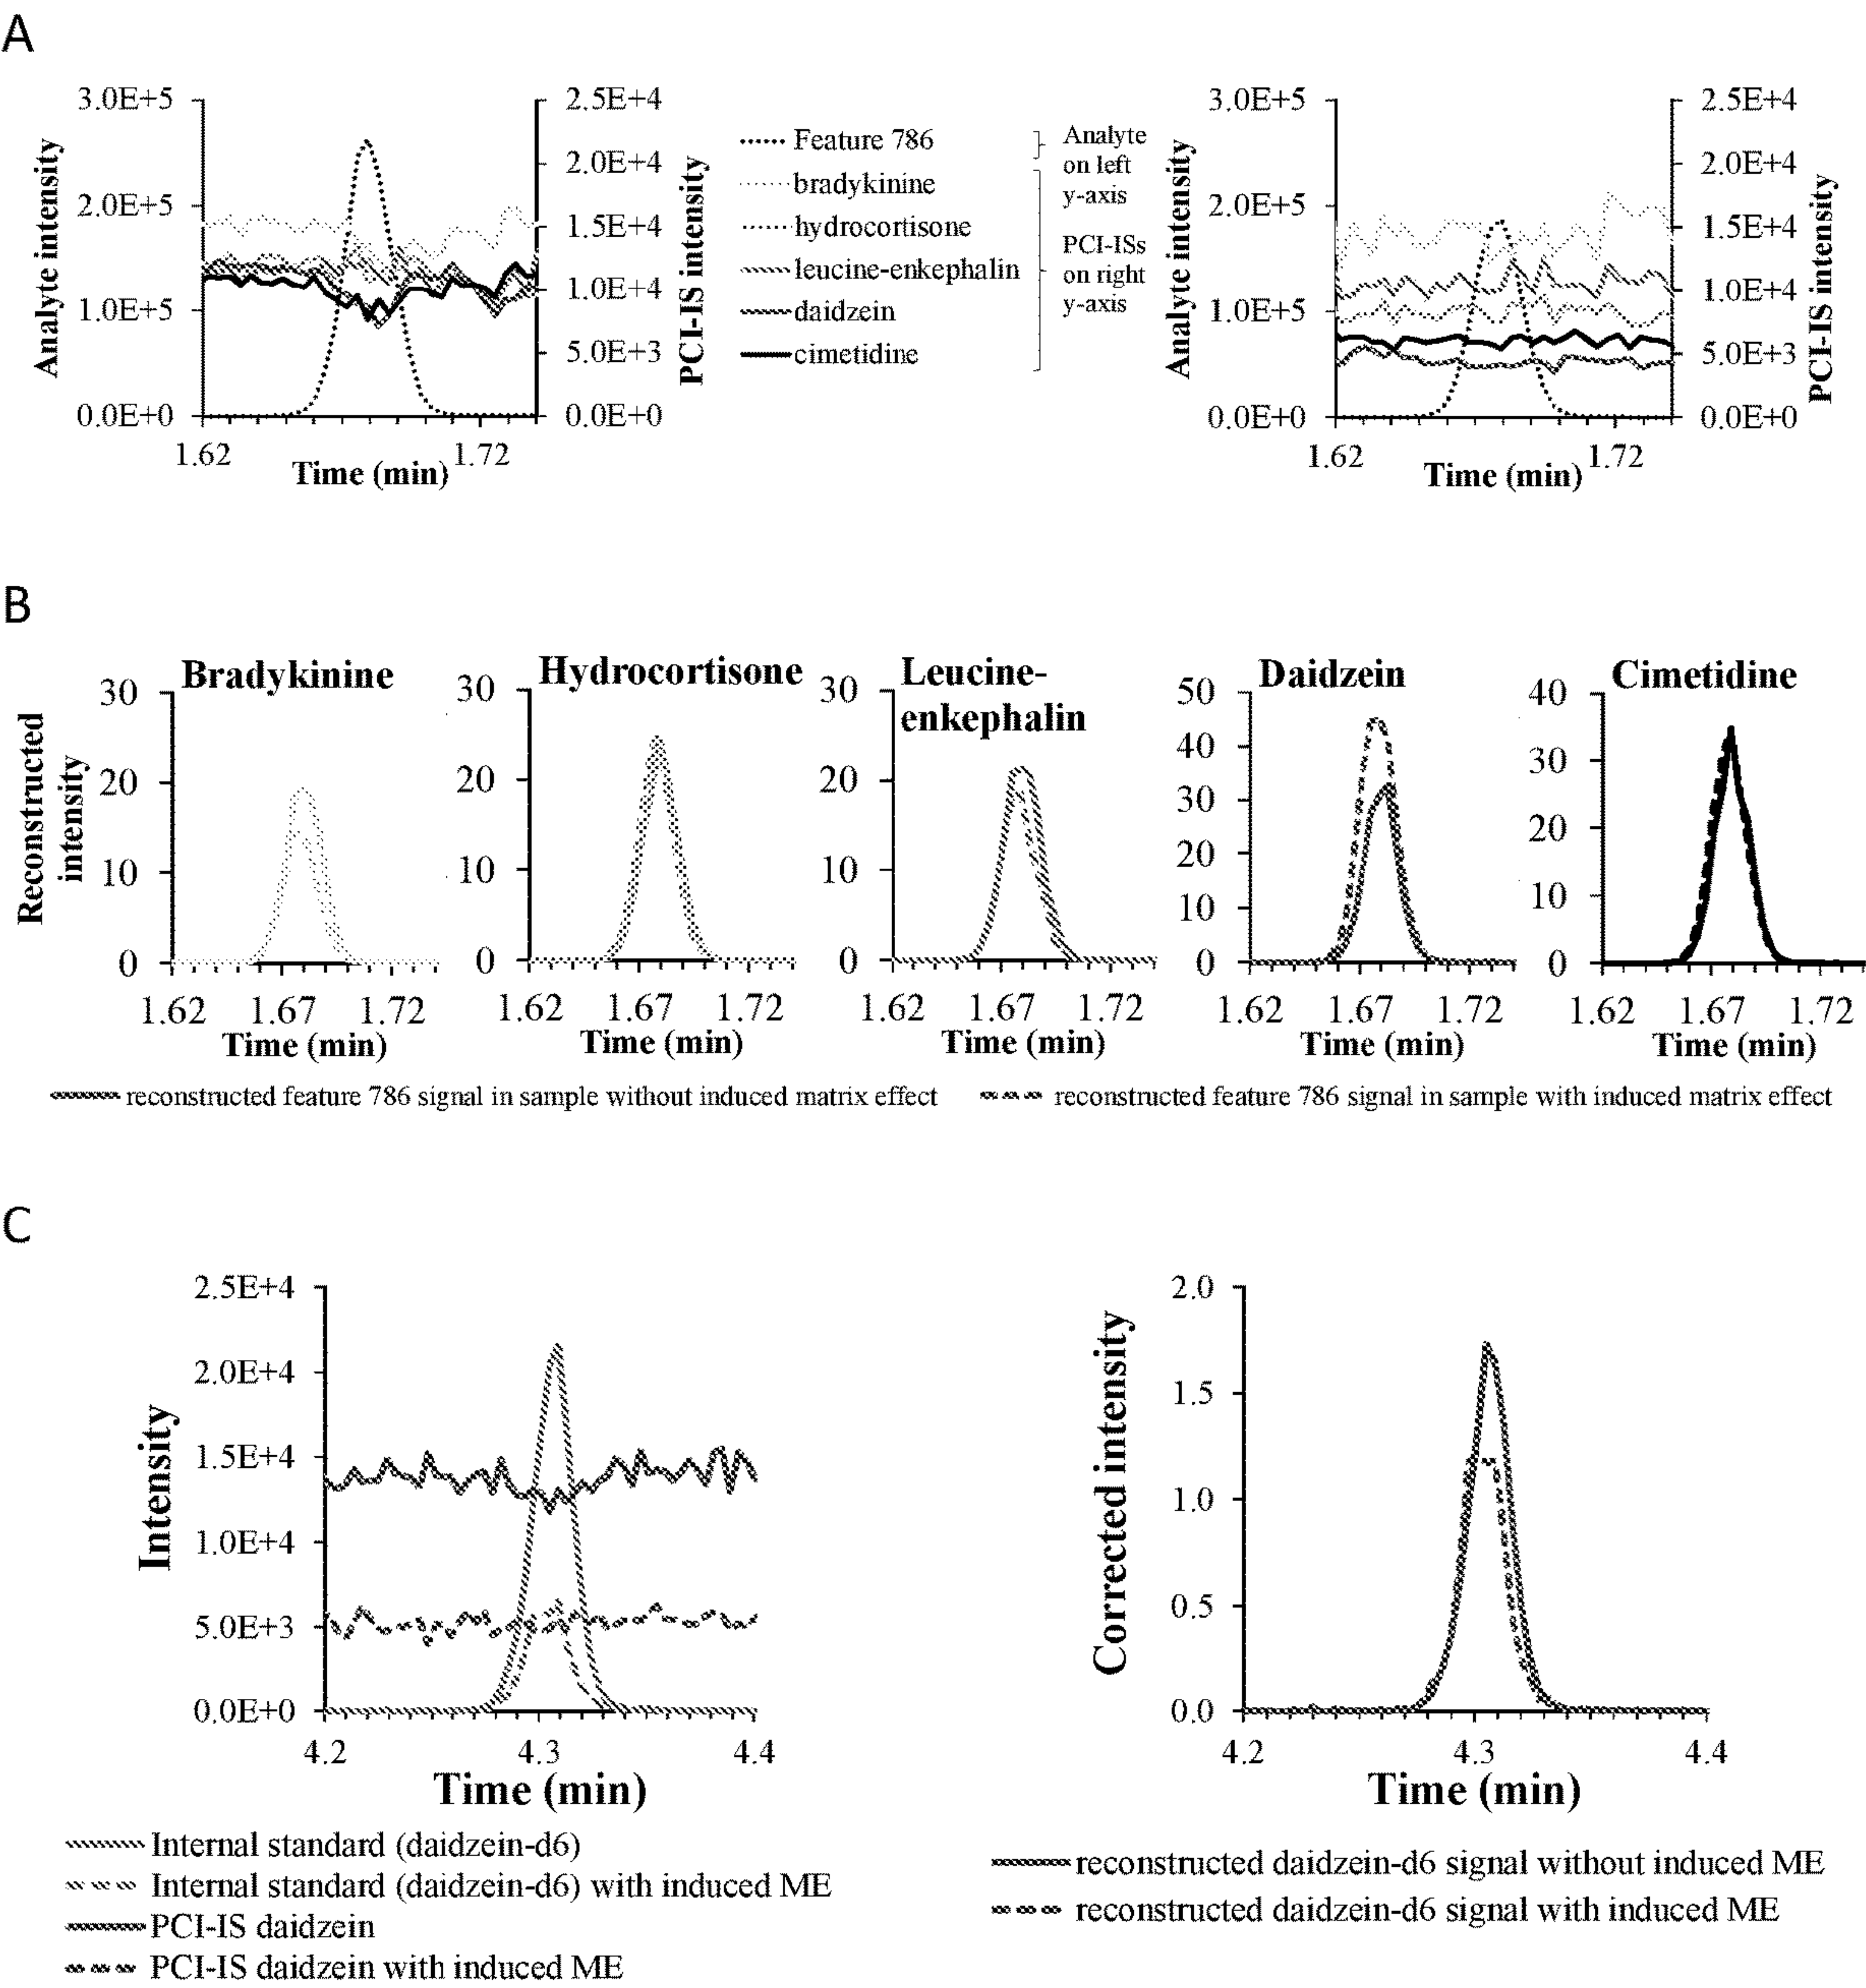 A
3.0E+5
2.0E+5
1.0E+5
0.0E+0
Analyte intensity
2.5E+4
2.0E+4
1.5E+4
1.0E+4
5.0E+3
0.0E+0
PCI-IS intensity
1.62
1.72
Time (min)
Feature 786
bradykinine
hydrocortisone
leucine-enkephalin
daidzein
cimetidine
Analyte
on left
y-axis
PCI-ISs
on right
y-axis
3.0E+5
2.0E+5
1.0E+5
0.0E+0
Analyte intensity
2.5E+4
2.0E+4
1.5E+4
1.0E+4
5.0E+3
0.0E+0
PCI-IS intensity
1.62
1.72
Time (min)
B
Reconstructed
intensity
Bradykinine
30
20
10
0
1.62 1.67 1.72
Time (min)
Hydrocortisone
30
20
10
0
1.62 1.67 1.72
Time (min)
Leucine-
enkephalin
30
20
10
0
1.62 1.67 1.72
Time (min)
Daidzein
50
40
30
20
10
0
1.62 1.67 1.72
Time (min)
Cimetidine
40
30
20
10
0
1.62 1.67 1.72
Time (min)
reconstructed feature 786 signal in sample without induced matrix effect
reconstructed feature 786 signal in sample with induced matrix effect
C
Intensity
2.5E+4
2.0E+4
1.5E+4
1.0E+4
5.0E+3
0.0E+0
4.2 4.3 4.4
Time (min)
Internal standard (daidzein-d6)
Internal standard (daidzein-d6) with induced ME
PCI-IS daidzein
PCI-IS daidzein with induced ME
Corrected intensity
2.0
1.5
1.0
0.5
0.0
4.2 4.3 4.4
Time (min)
reconstructed daidzein-d6 signal without induced ME
reconstructed daidzein-d6 signal with induced ME